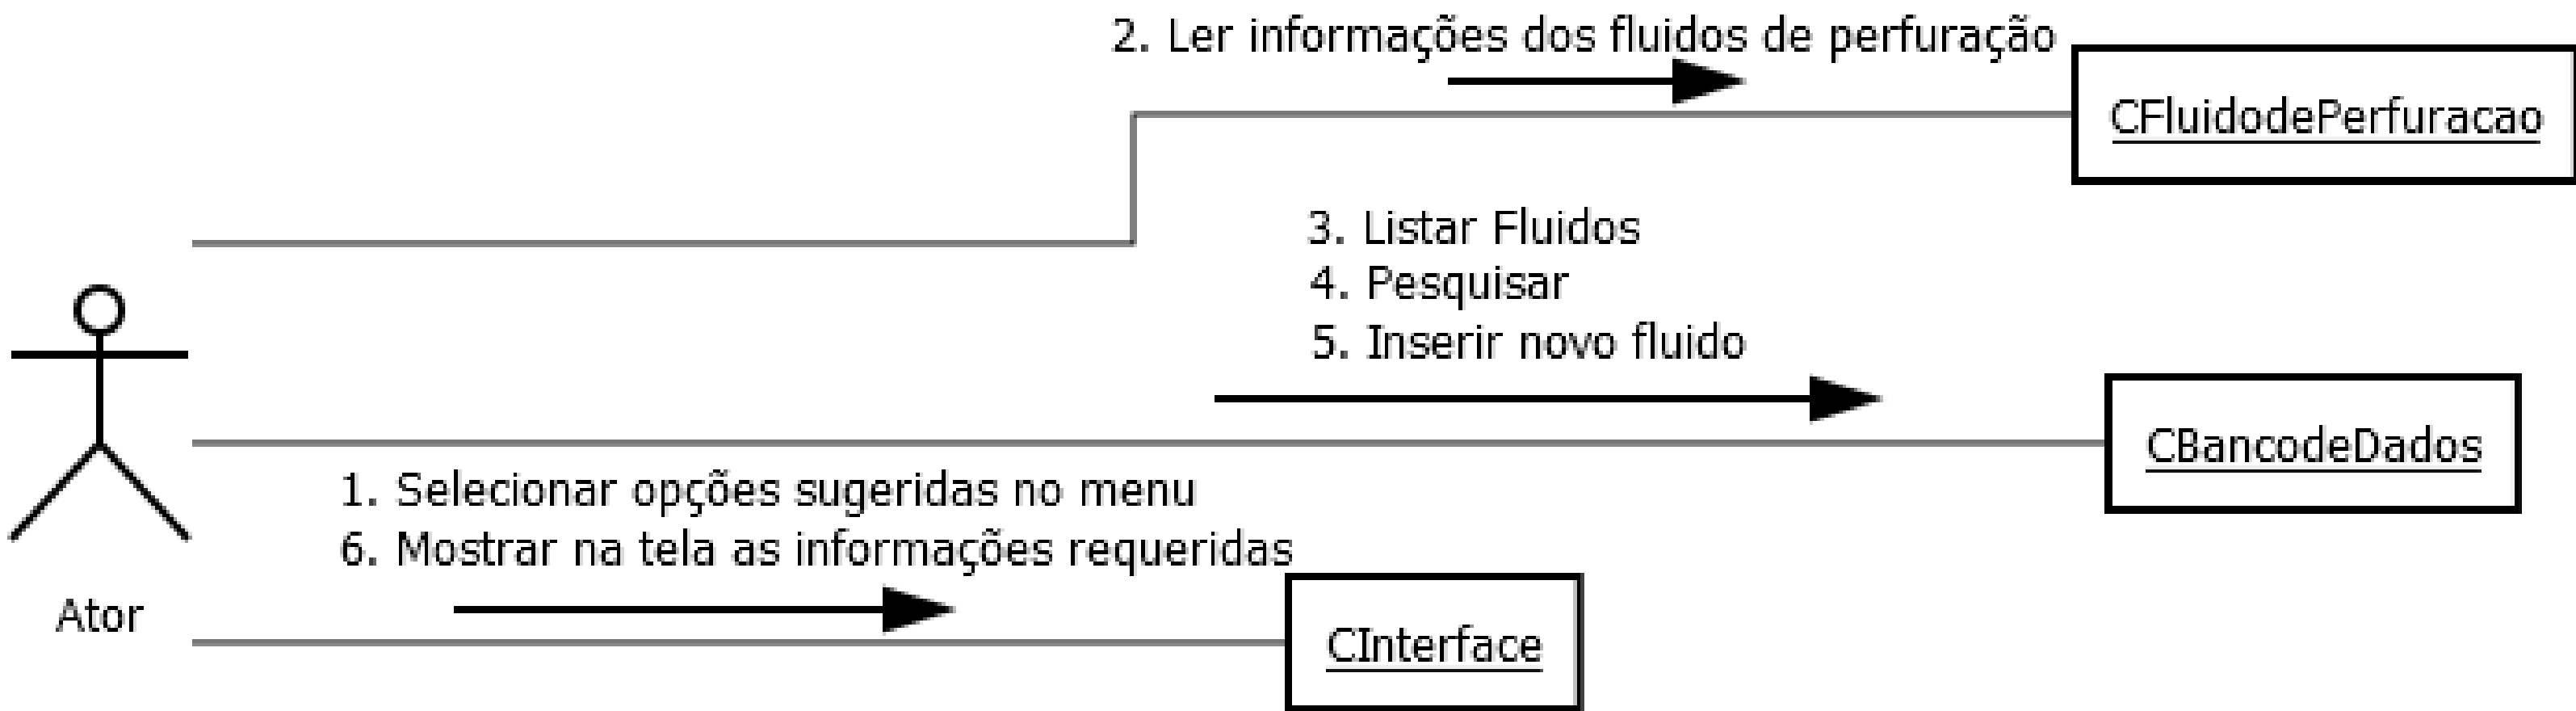 2. Ler informações dos fluidos de perfuração
CFluidodePerfuracao
3. Listar Fluidos
4. Pesquisar
5. Inserir novo fluido
CBancodeDados
1. Selecionar opções sugeridas no menu
6. Mostrar na tela as informações requeridas
Ator
CInterface